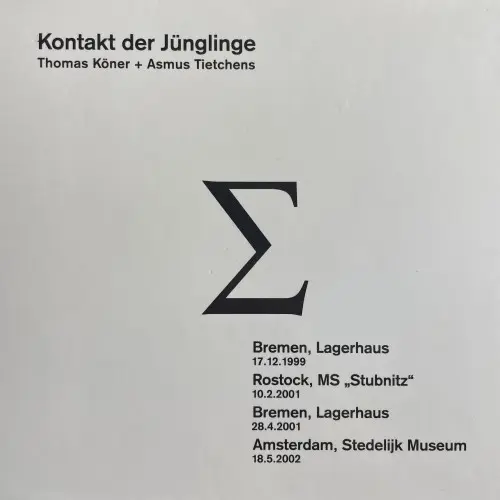 Kontakt der Jünglinge
Thomas Köner + Asmus Tietchens
Σ
Bremen, Lagerhaus
17.12.1999
Rostock, MS „Stubnitz“
10.2.2001
Bremen, Lagerhaus
28.4.2001
Amsterdam, Stedelijk Museum
18.5.2002